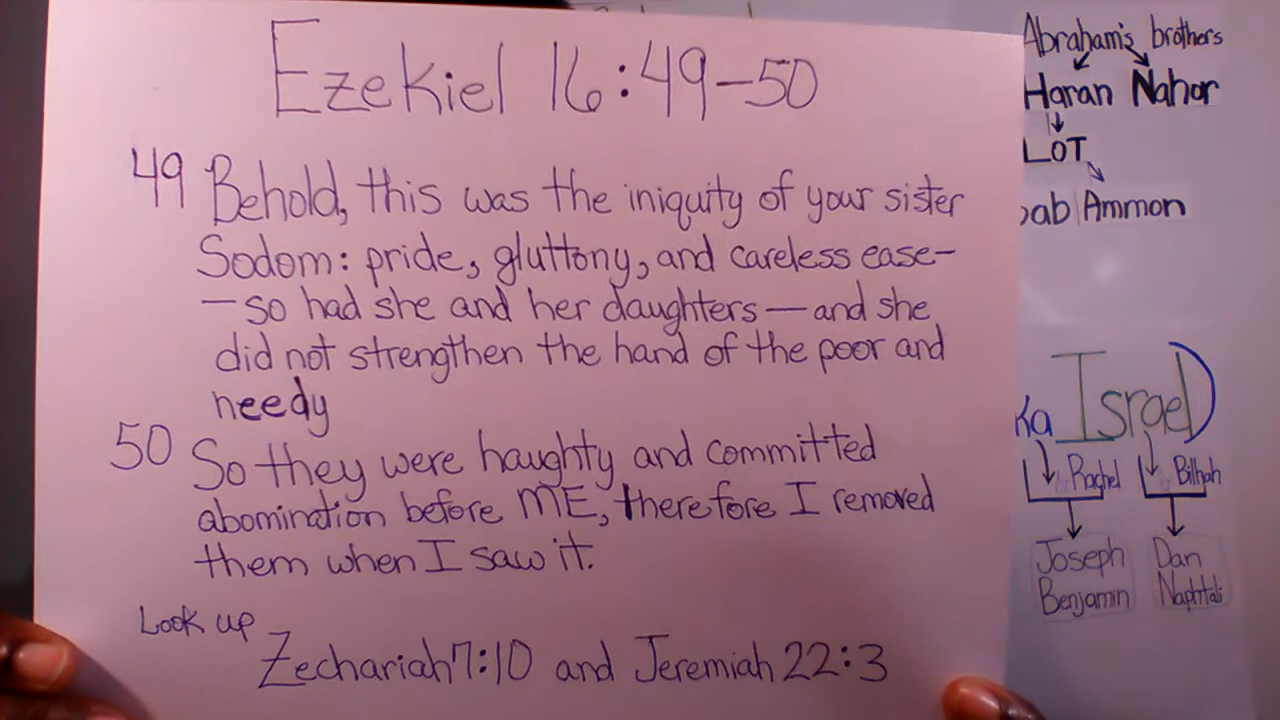 Ezekiel 16:49-50
49 Behold, this was the iniquity of your sister
Sodom: pride, gluttony, and careless ease-
-so had she and her daughters-and she
did not strengthen the hand of the poor and
needy
50 So they were haughty and committed
abomination before ME, therefore I removed
them when I saw it.
Look up
Zechariah 7:10 and Jeremiah 22:3
Abraham's brothers
Haran Nahor
LOT
oab Ammon
Ka Israel
Rachel Bilhah
Joseph Dan
Benjamin Naphtali